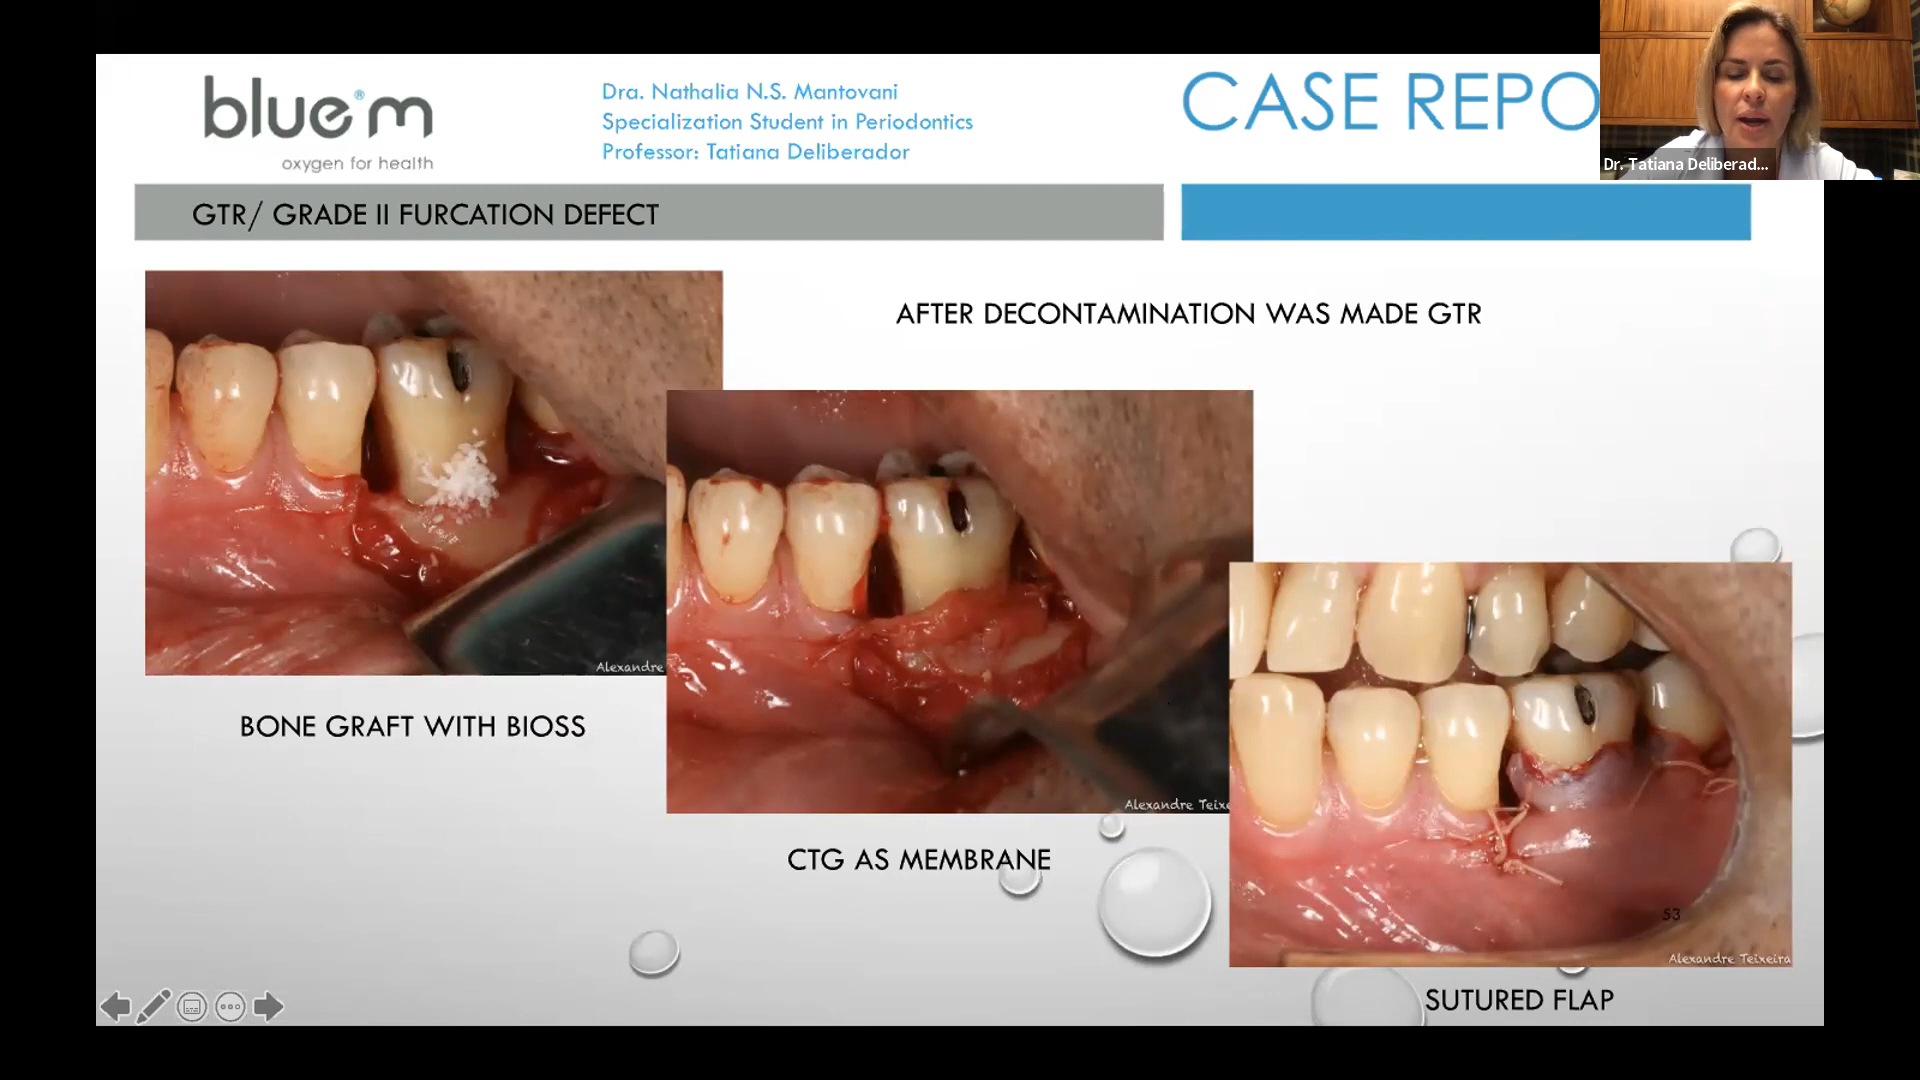 blue®m
oxygen for health
Dra. Nathalia N.S. Mantovani
Specialization Student in Periodontics
Professor: Tatiana Deliberador
CASE REPO
Dr. Tatiana Deliberad...
GTR/ GRADE II FURCATION DEFECT
AFTER DECONTAMINATION WAS MADE GTR
Alexandre
BONE GRAFT WITH BIOSS
Alexandre Teixe
CTG AS MEMBRANE
53
Alexandre Teixeira
SUTURED FLAP